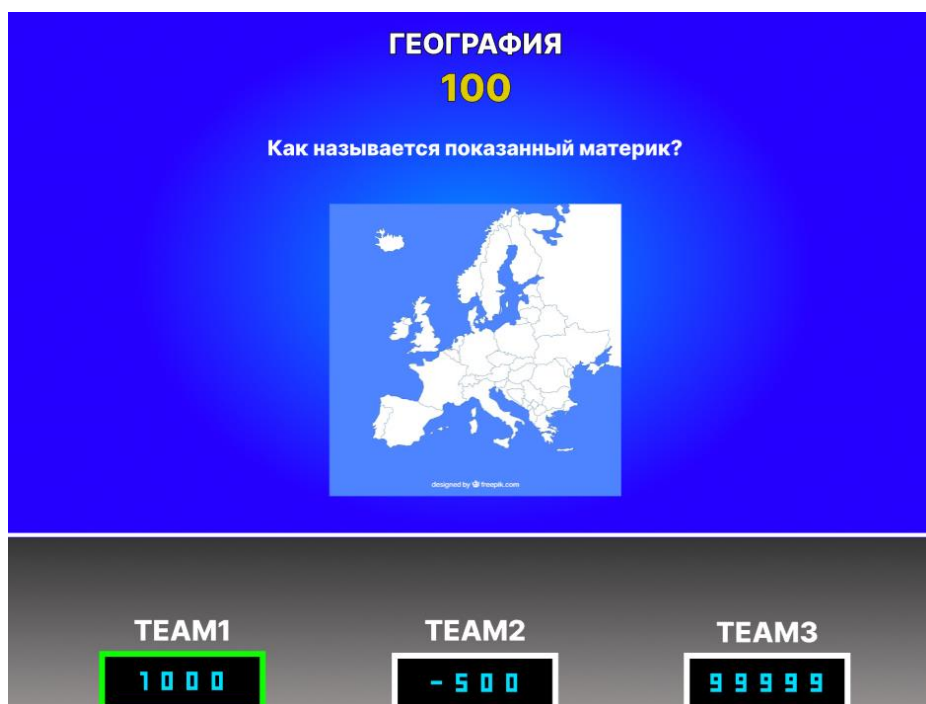 ГЕОГРАФИЯ
100
Как называется показанный материк?
designed by freepik.com
TEAM1
TEAM2
TEAM3
1000
-500
99999